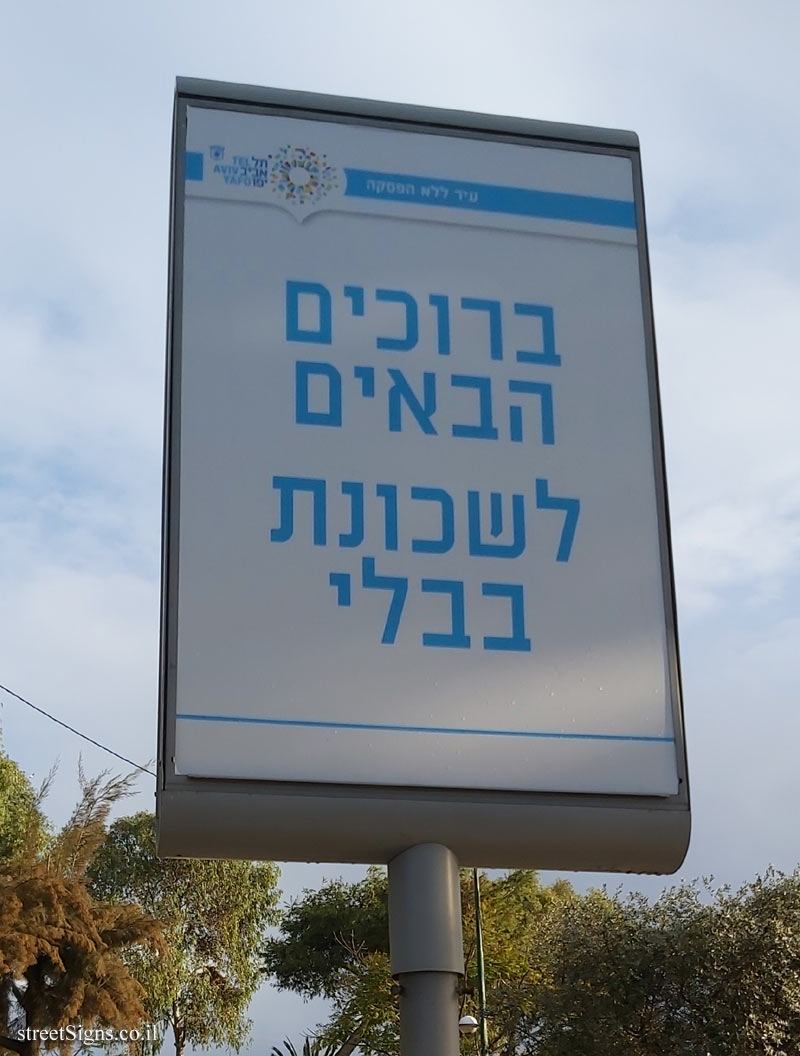 TEL תל
AVIV אביב
YAFO יפו
עיר ללא הפסקה
ברוכים
הבאים
לשכונת
בבלי
streetSigns.co.il